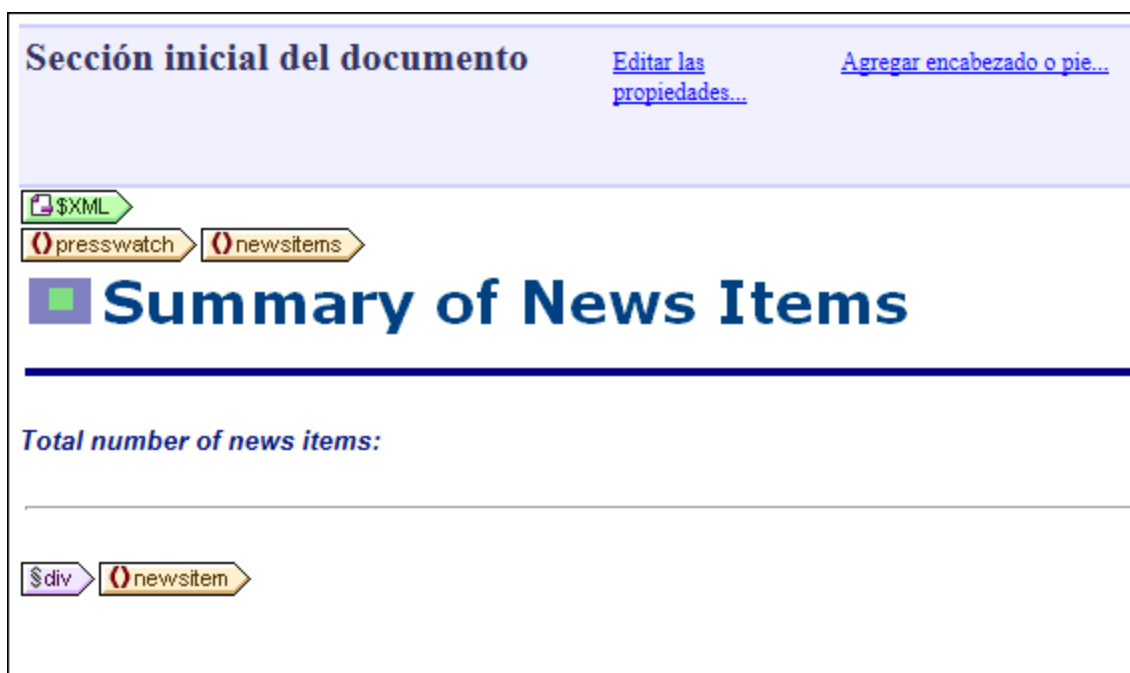 Sección inicial del documento
Editar las propiedades...
Agregar encabezado o pie...
$XML
()presswatch ()newsitems
Summary of News Items
Total number of news items:
§div ()newsitem